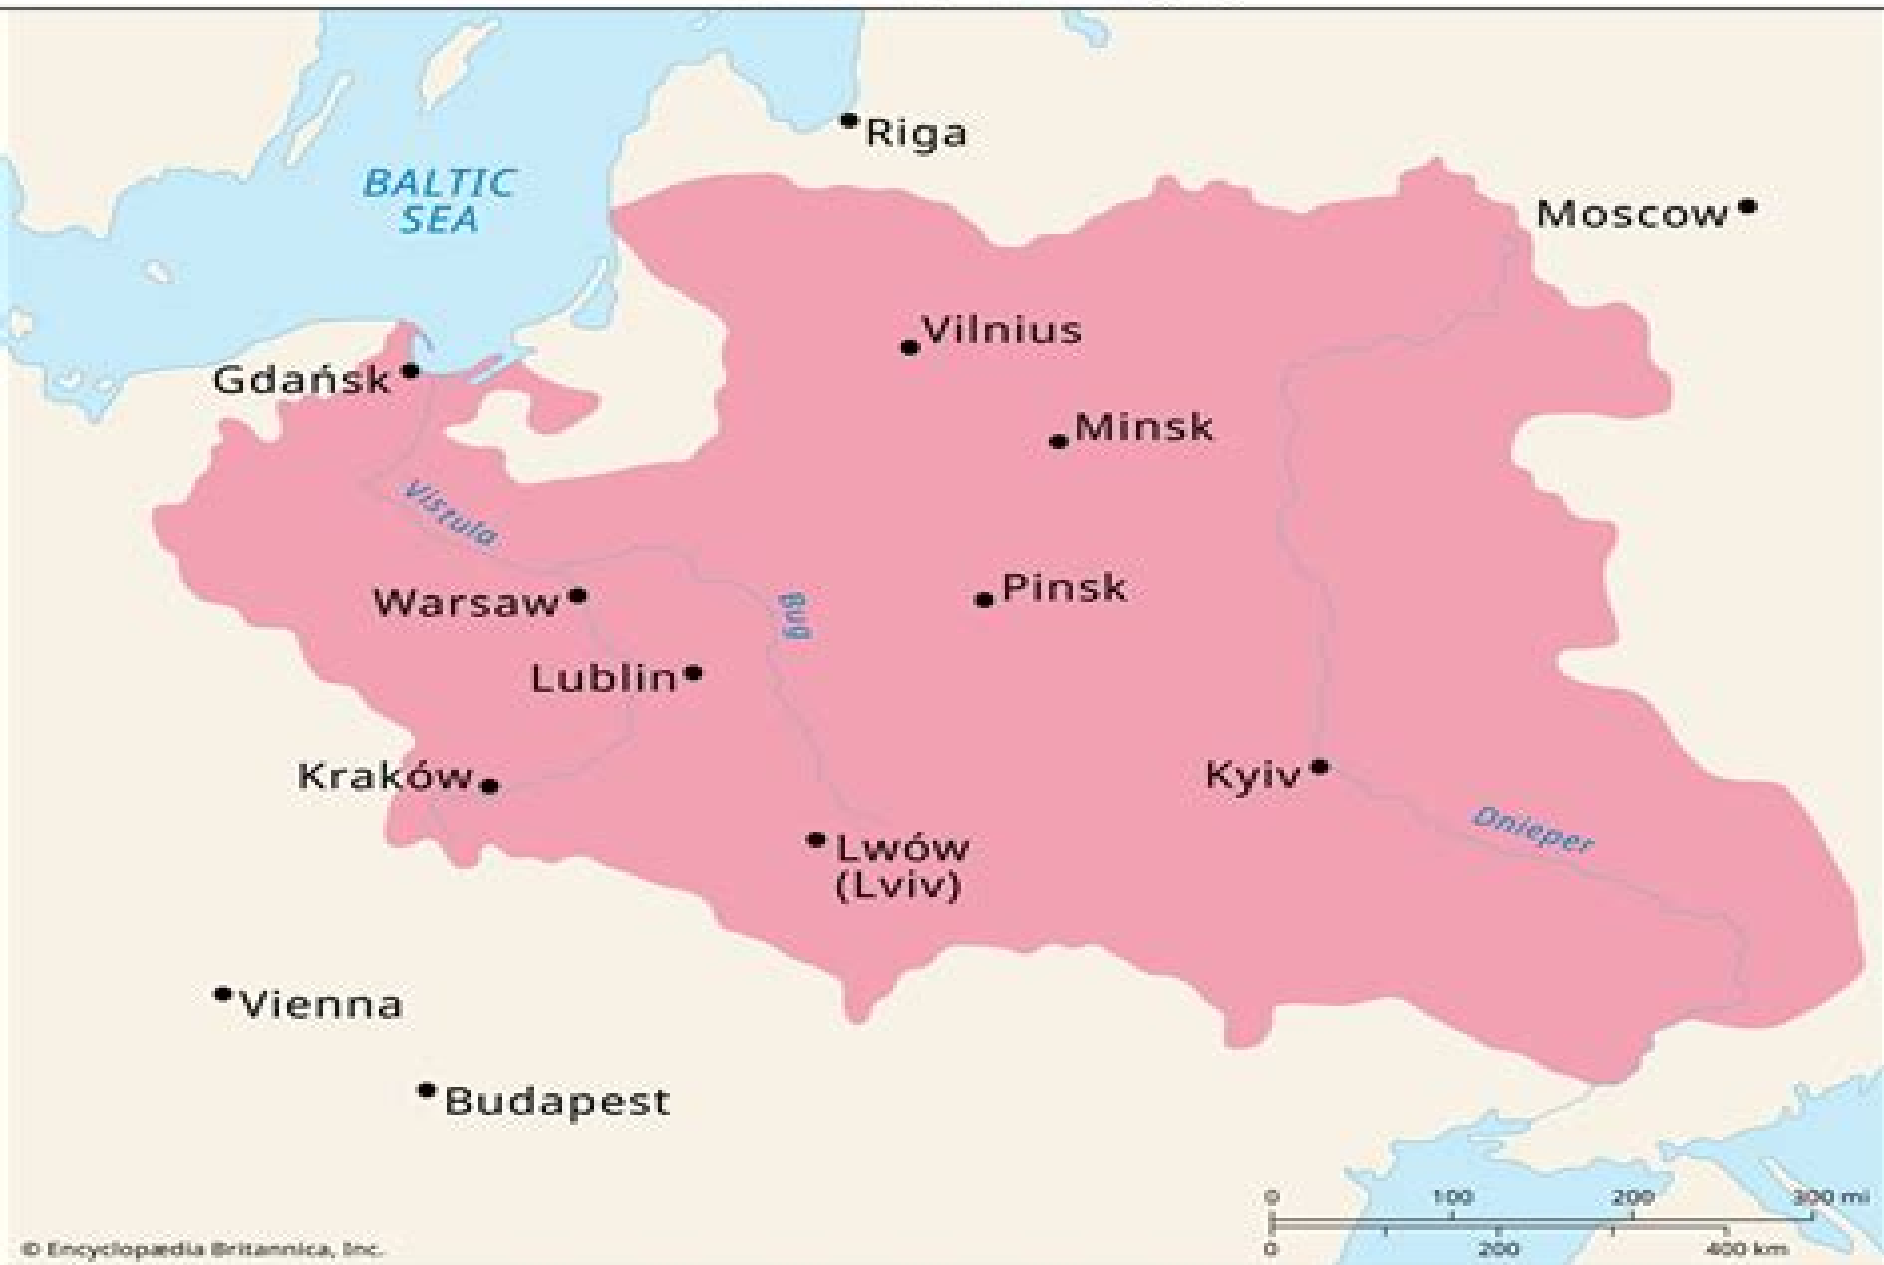 Riga
BALTIC
SEA
Moscow
Vilnius
Gdańsk
Minsk
Vistula
Warsaw
Bug
Pinsk
Lublin
Kraków
Kyiv
Dnieper
Lwów
(Lviv)
Vienna
Budapest
0 100 200 300 mi
0 200 400 km
© Encyclopædia Britannica, Inc.